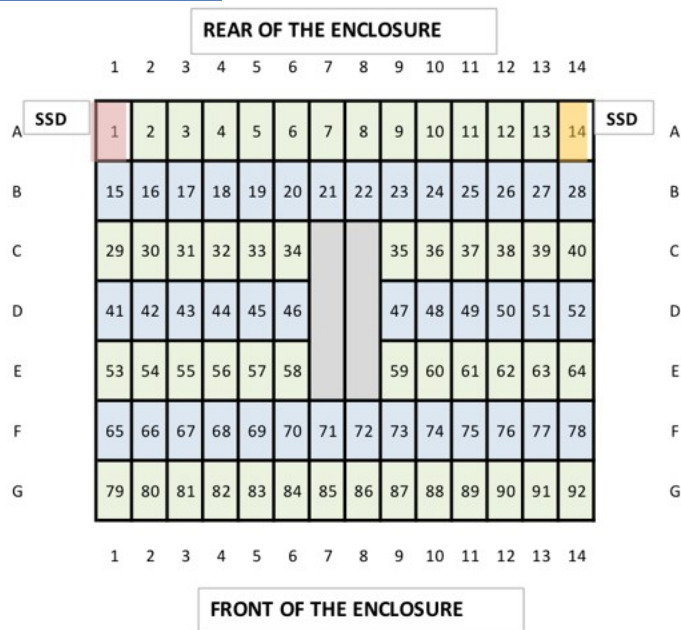 REAR OF THE ENCLOSURE
1 2 3 4 5 6 7 8 9 10 11 12 13 14
SSD SSD
A 1 2 3 4 5 6 7 8 9 10 11 12 13 14 A
B 15 16 17 18 19 20 21 22 23 24 25 26 27 28 B
C 29 30 31 32 33 34 35 36 37 38 39 40 C
D 41 42 43 44 45 46 47 48 49 50 51 52 D
E 53 54 55 56 57 58 59 60 61 62 63 64 E
F 65 66 67 68 69 70 71 72 73 74 75 76 77 78 F
G 79 80 81 82 83 84 85 86 87 88 89 90 91 92 G
1 2 3 4 5 6 7 8 9 10 11 12 13 14
FRONT OF THE ENCLOSURE